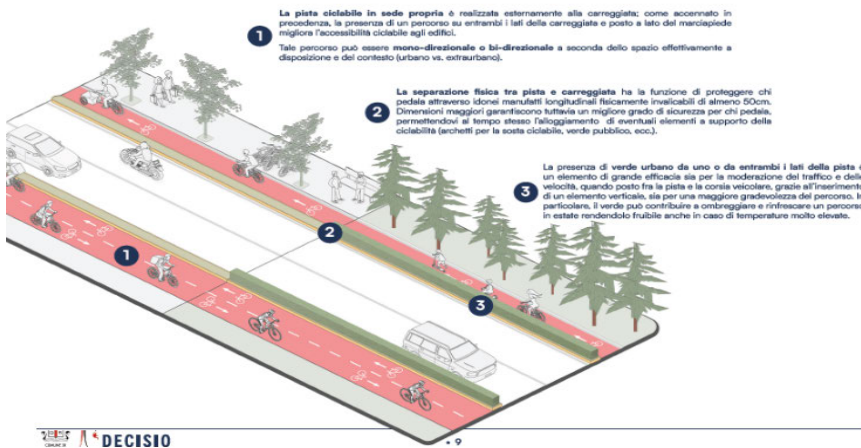 La pista ciclabile in sede propria è realizzata esternamente alla carreggiata; come accennato in
precedenza, la presenza di un percorso su entrambi i lati della carreggiata e posto a lato del marciapiede
migliora l'accessibilità ciclabile agli edifici.
1
Tale percorso può essere mono-direzionale o bi-direzionale a seconda dello spazio effettivamente a
disposizione e dei contesto (urbano vs. extraurbano).
La separazione fisica tra pista e carreggiata ha la funzione di proteggere chi
pedala attraverso idonei manufatti longitudinali fisicamente invalicabili di almeno 50cm.
2
Dimensioni maggiori garantiscono tuttavia un migliore grado di sicurezza per chi pedala,
permettendovi al tempo stesso l'alloggiamento di eventuali elementi a supporto della
ciclabilità (archetti per la sosta ciclabile, verde pubblico, ecc.).
La presenza di verde urbano da uno o da entrambi i lati della pista è
un elemento di grande efficacia sia per la moderazione del traffico e delle
velocità, quando posto fra la pista e la corsia veicolare, grazie all'inserimento
3
di un elemento verticale, sia per una maggiore gradevolezza del percorso. In
particolare, il verde può contribuire a ombreggiare e rinfrescare un percorso
in estate rendendolo fruibile anche in caso di temperature molto elevate.
2
1
3
DECISIO
• 9